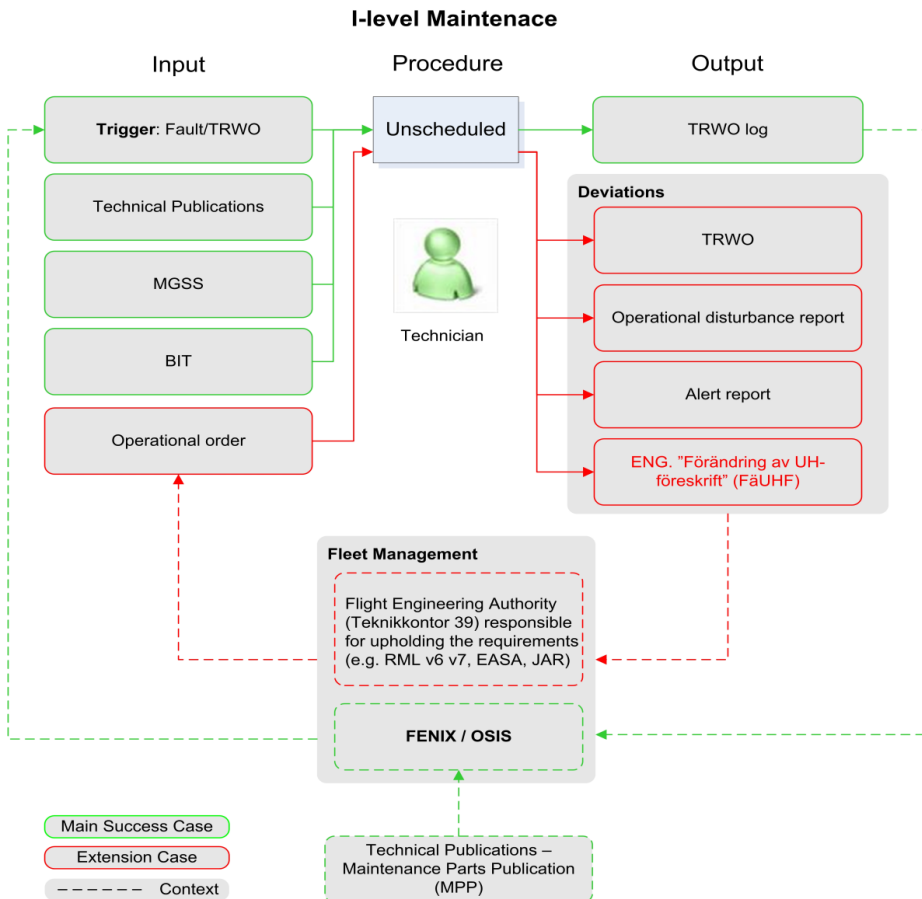 I-level Maintenace
Input
Procedure
Output
Trigger: Fault/TRWO
Unscheduled
TRWO log
Technical Publications
Deviations
TRWO
MGSS
Operational disturbance report
Technician
BIT
Alert report
Operational order
ENG. ”Förändring av UH-
föreskrift” (FäUHF)
Fleet Management
Flight Engineering Authority
(Teknikkontor 39) responsible
for upholding the requirements
(e.g. RML v6 v7, EASA, JAR)
FENIX / OSIS
Main Success Case
Extension Case
Context
Technical Publications –
Maintenance Parts Publication
(MPP)